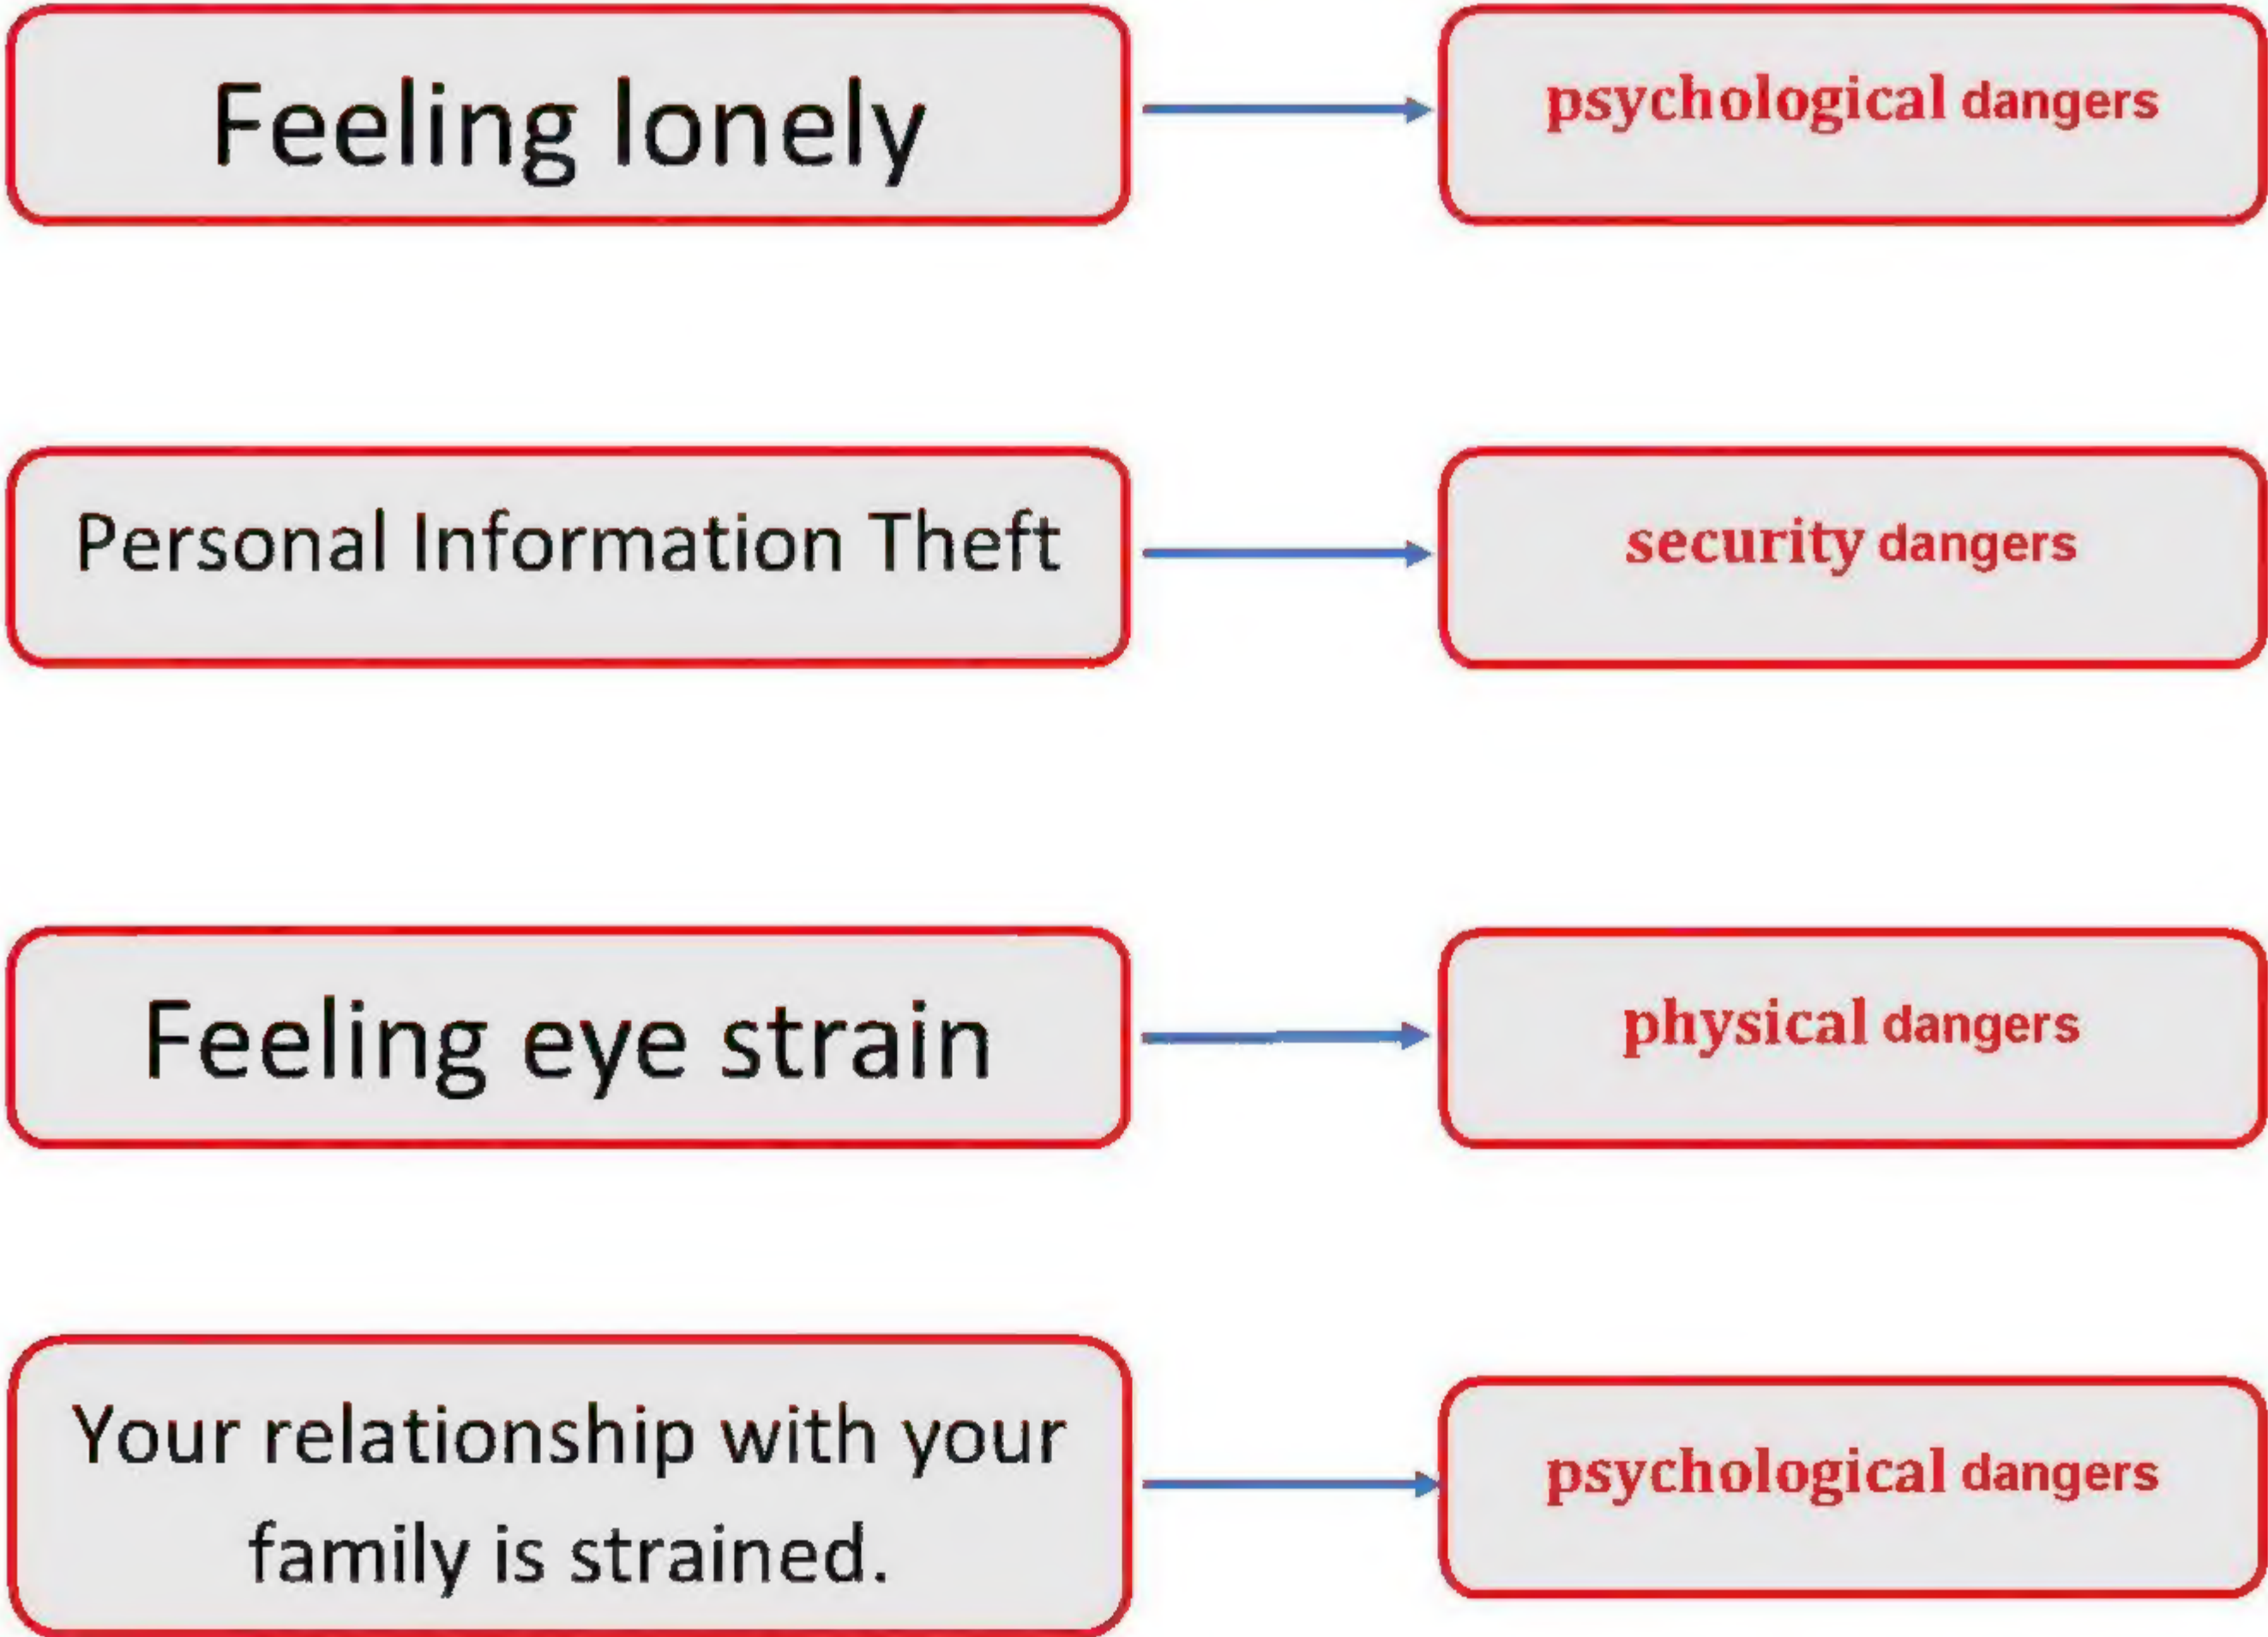 Feeling lonely
psychological dangers
Personal Information Theft
security dangers
Feeling eye strain
physical dangers
Your relationship with your
family is strained.
psychological dangers